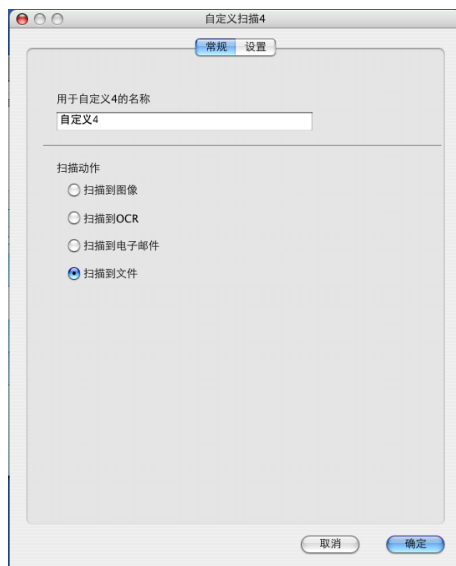 自定义扫描4
常规 设置
用于自定义4的名称
自定义4
扫描动作
扫描到图像
扫描到OCR
扫描到电子邮件
扫描到文件
取消 确定